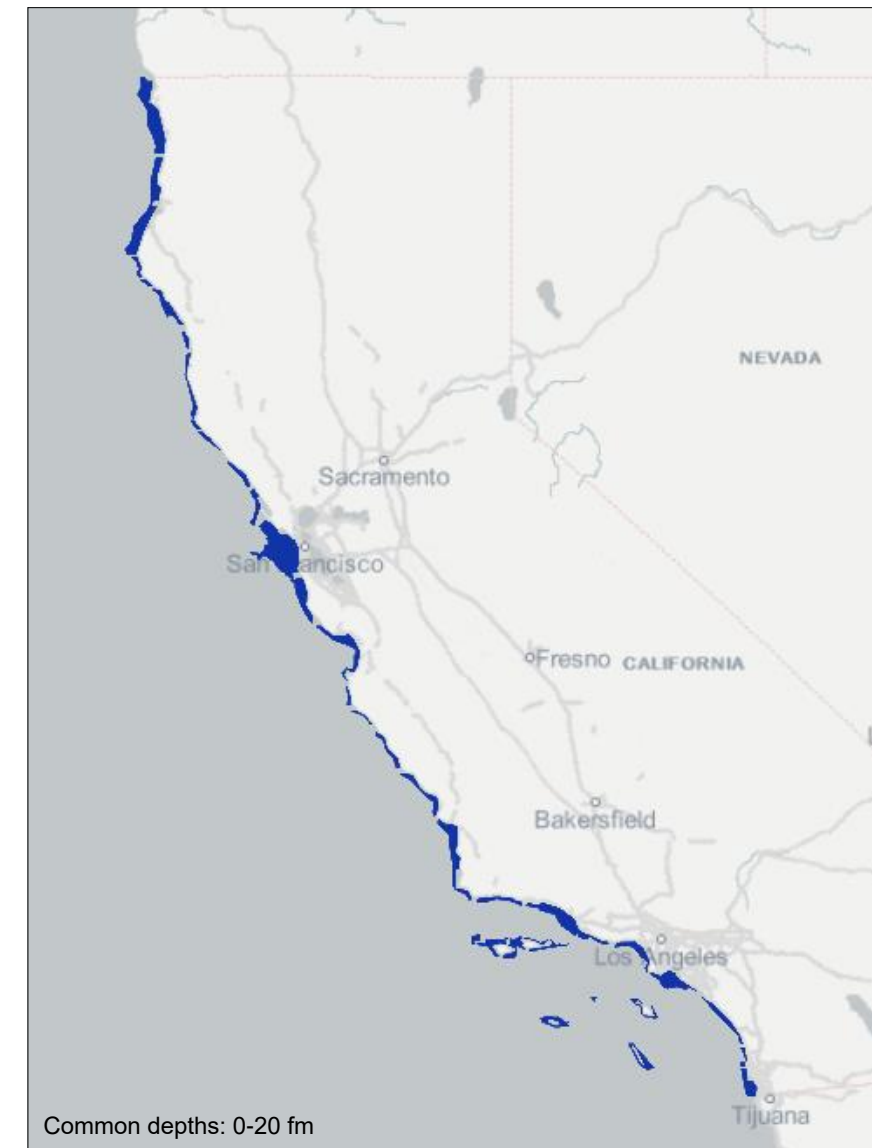 NEVADA
Sacramento
San Francisco
Fresno
CALIFORNIA
Bakersfield
Los Angeles
Tijuana
Common depths: 0-20 fm